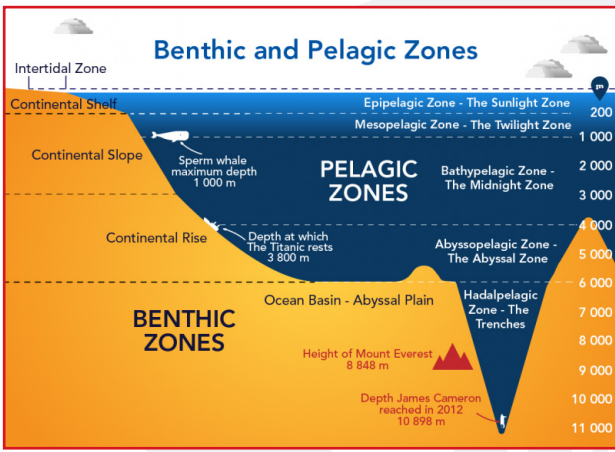 Benthic and Pelagic Zones
Intertidal Zone
m
Continental Shelf
Epipelagic Zone - The Sunlight Zone
200
Mesopelagic Zone - The Twilight Zone
1 000
Sperm whale
maximum depth
1 000 m
Continental Slope
PELAGIC
ZONES
Bathypelagic Zone -
The Midnight Zone
2 000
3 000
4 000
Continental Rise
Depth at which
The Titanic rests
3 800 m
Abyssopelagic Zone -
The Abyssal Zone
5 000
6 000
Ocean Basin - Abyssal Plain
Hadalpelagic
Zone - The
Trenches
BENTHIC
ZONES
7 000
Height of Mount Everest
8 848 m
8 000
9 000
Depth James Cameron
reached in 2012
10 898 m
10 000
11 000